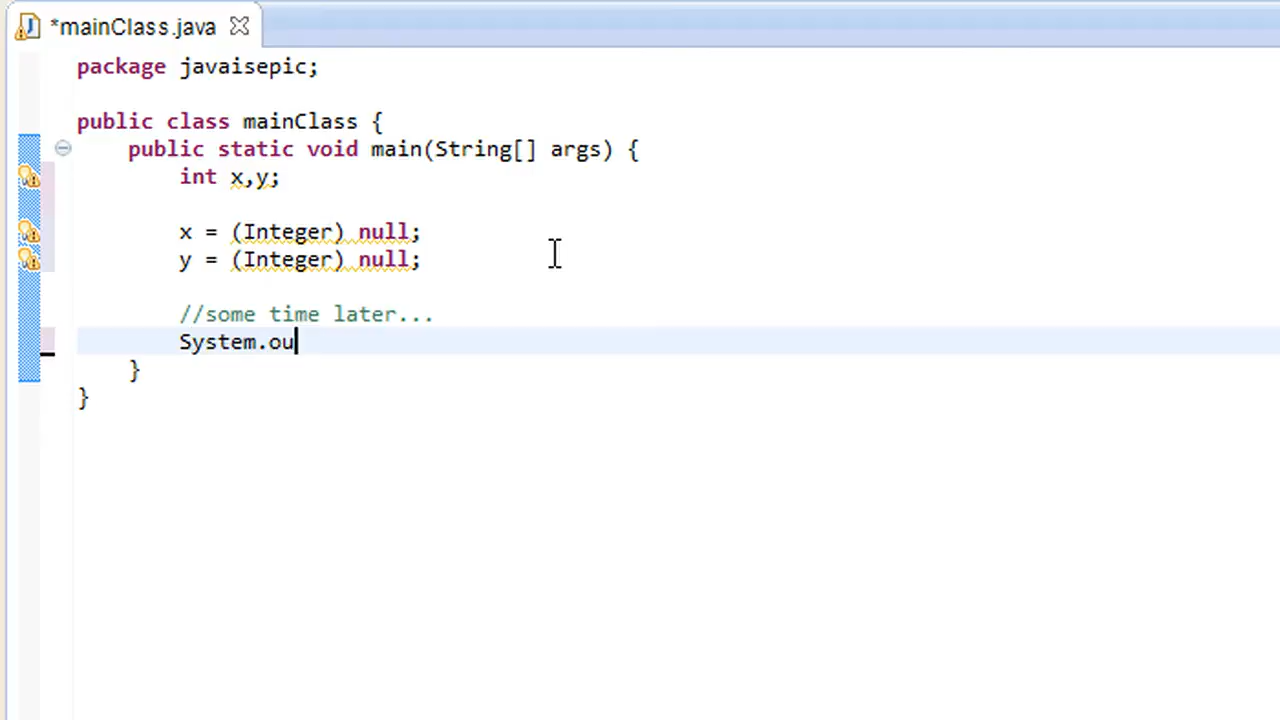 *mainClass.java
package javaisepic;
public class mainClass {
public static void main(String[] args) {
int x,y;
x = (Integer) null;
y = (Integer) null;
//some time later...
System.ou
}
}